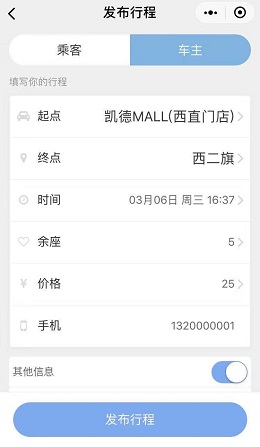 发布行程
乘客 车主
填写你的行程
起点 凯德MALL(西直门店)
终点 西二旗
时间 03月06日 周三 16:37
余座 5
¥ 价格 25
手机 1320000001
其他信息
发布行程